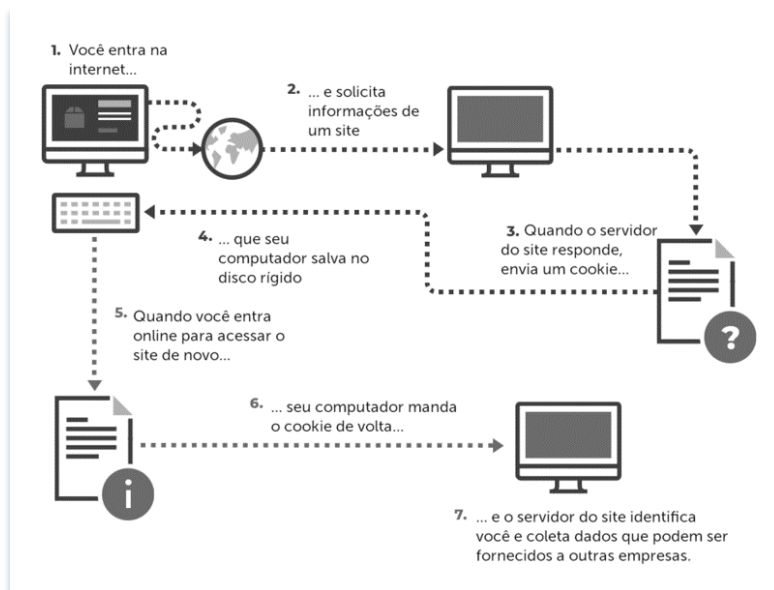 1. Você entra na
internet...
2. ... e solicita
informações de
um site
3. Quando o servidor
do site responde,
envia um cookie...
4. ... que seu
computador salva no
disco rígido
5. Quando você entra
online para acessar o
site de novo...
6. ... seu computador manda
o cookie de volta...
7. ... e o servidor do site identifica
você e coleta dados que podem ser
fornecidos a outras empresas.
?
i